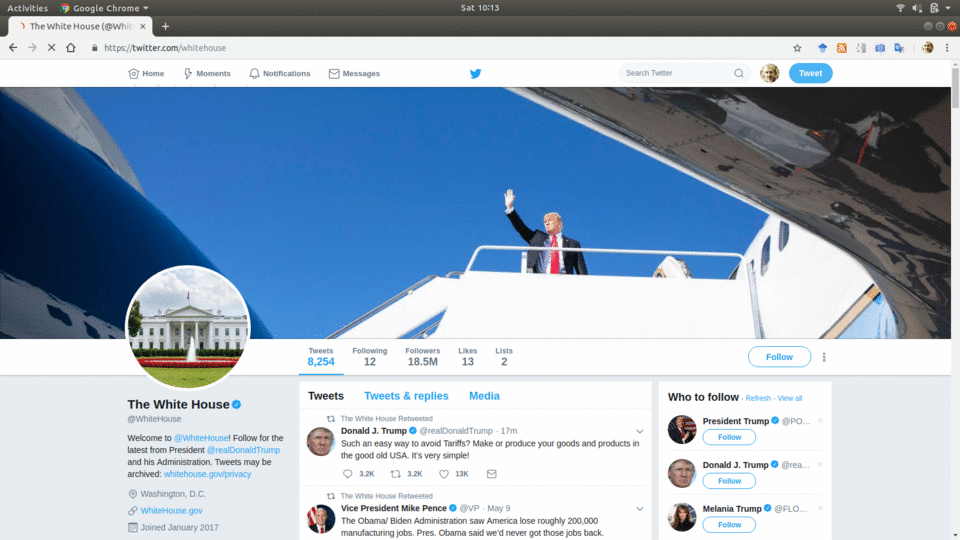 Activities Google Chrome Sat 10:13
The White House (@Whit
https://twitter.com/whitehouse
Home Moments Notifications Messages Search Twitter Tweet
Tweets Following Followers Likes Lists
8,254 12 18.5M 13 2 Follow
The White House
@WhiteHouse
Welcome to @WhiteHouse! Follow for the
latest from President @realDonaldTrump
and his Administration. Tweets may be
archived: whitehouse.gov/privacy
Washington, D.C.
WhiteHouse.gov
Joined January 2017
Tweets Tweets & replies Media
The White House Retweeted
Donald J. Trump @realDonaldTrump · 17m
Such an easy way to avoid Tariffs? Make or produce your goods and products in
the good old USA. It's very simple!
3.2K 3.2K 13K
The White House Retweeted
Vice President Mike Pence @VP · May 9
The Obama/ Biden Administration saw America lose roughly 200,000
manufacturing jobs. Pres. Obama said we'd never got those jobs back.
Who to follow · Refresh · View all
President Trump @PO...
Follow
Donald J. Trump @rea...
Follow
Melania Trump @FLO...
Follow